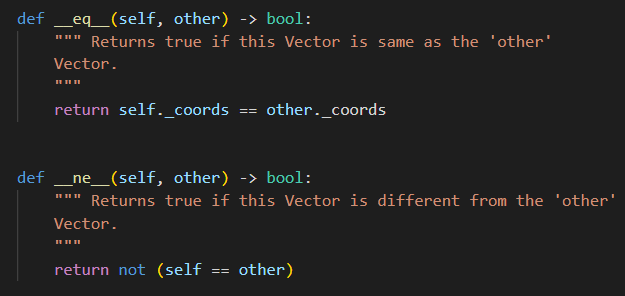 def __eq__(self, other) -> bool:
""" Returns true if this Vector is same as the 'other'
Vector.
"""
return self._coords == other._coords
def __ne__(self, other) -> bool:
""" Returns true if this Vector is different from the 'other'
Vector.
"""
return not (self == other)